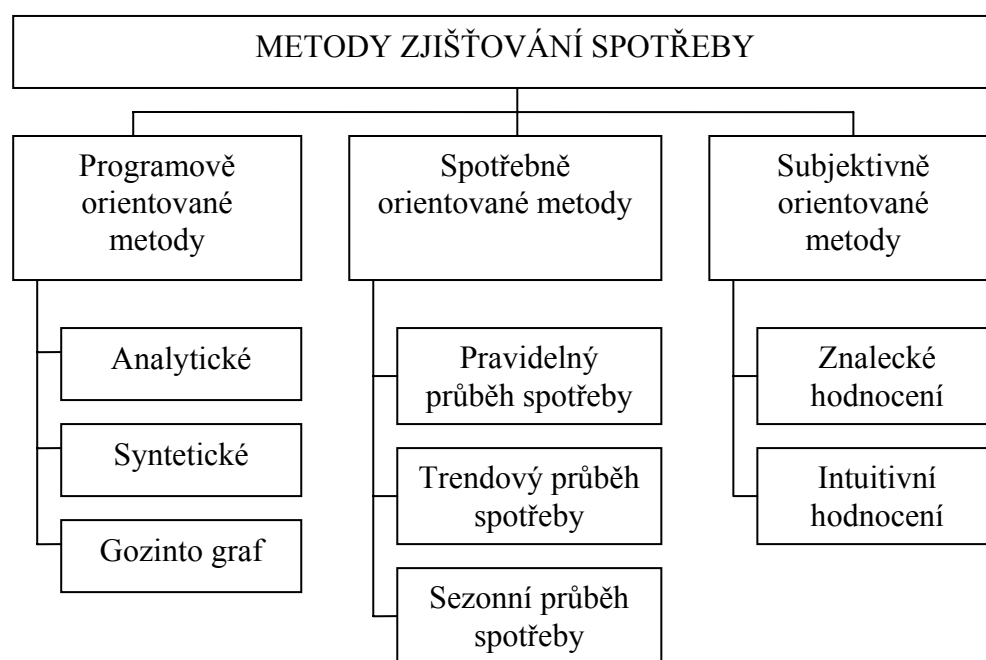 METODY ZJIŠŤOVÁNÍ SPOTŘEBY
Programově
orientované
metody
Spotřebně
orientované metody
Subjektivně
orientované
metody
Analytické
Syntetické
Gozinto graf
Pravidelný
průběh spotřeby
Trendový průběh
spotřeby
Sezonní průběh
spotřeby
Znalecké
hodnocení
Intuitivní
hodnocení